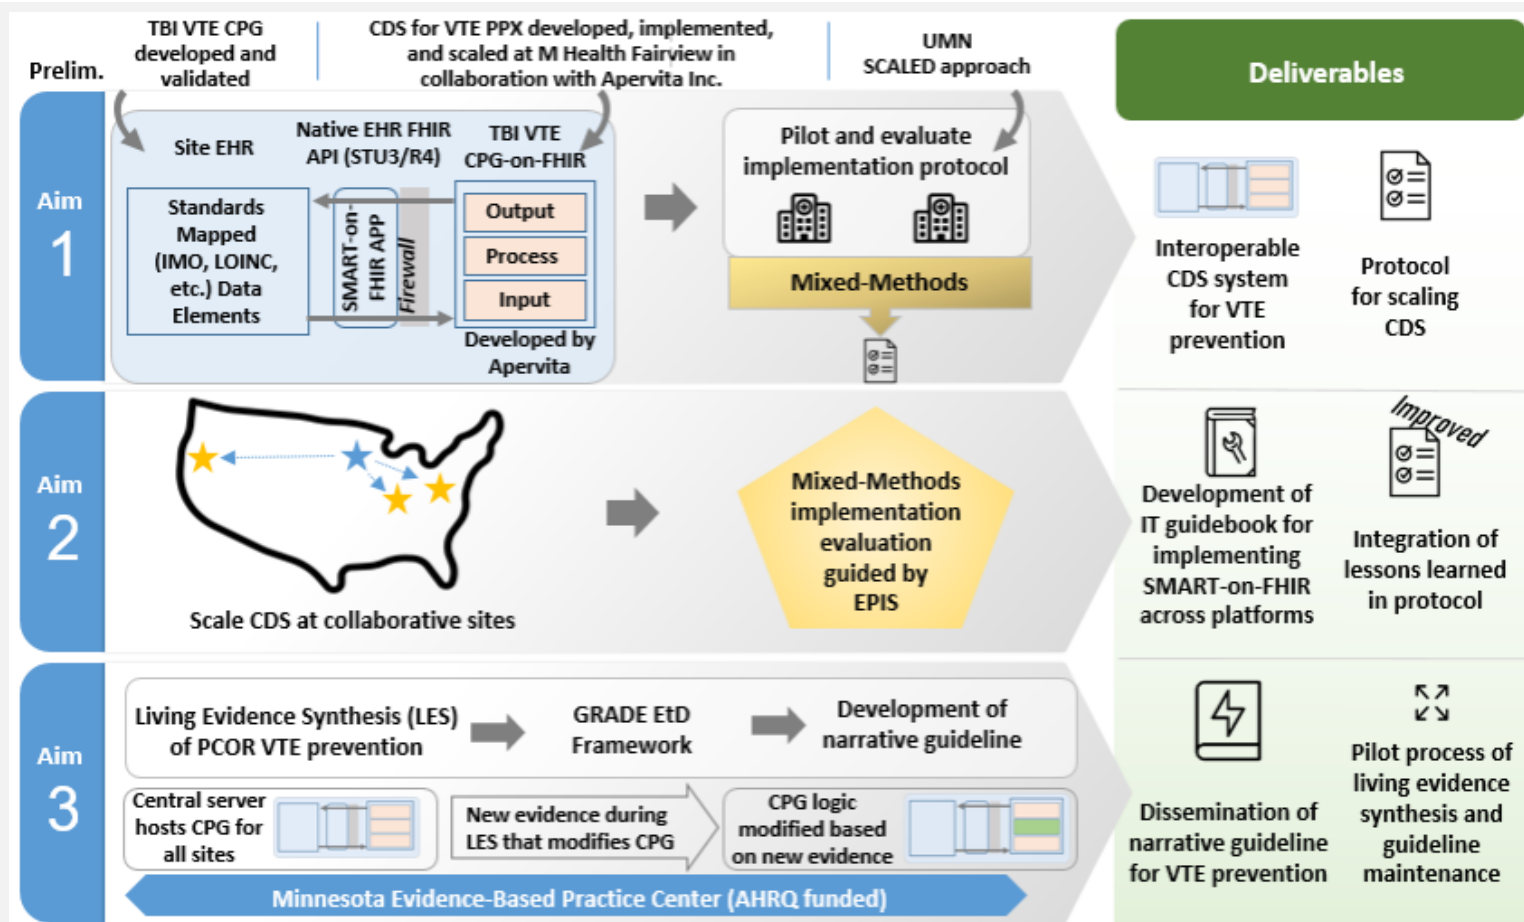 Prelim.
TBI VTE CPG
developed and
validated
CDS for VTE PPX developed, implemented,
and scaled at M Health Fairview in
collaboration with Apervita Inc.
UMN
SCALED approach
Deliverables
Aim
1
Site EHR
Native EHR FHIR
API (STU3/R4)
TBI VTE
CPG-on-FHIR
Standards
Mapped
(IMO, LOINC,
etc.) Data
Elements
SMART-on-
FHIR APP
Firewall
Output
Process
Input
Developed by
Apervita
Pilot and evaluate
implementation protocol
Mixed-Methods
Interoperable
CDS system
for VTE
prevention
Protocol
for scaling
CDS
Aim
2
Scale CDS at collaborative sites
Mixed-Methods
implementation
evaluation
guided by
EPIS
Development of
IT guidebook for
implementing
SMART-on-FHIR
across platforms
Improved
Integration of
lessons learned
in protocol
Aim
3
Living Evidence Synthesis (LES)
of PCOR VTE prevention
GRADE EtD
Framework
Development of
narrative guideline
Central server
hosts CPG for
all sites
New evidence during
LES that modifies CPG
CPG logic
modified based
on new evidence
Minnesota Evidence-Based Practice Center (AHRQ funded)
Dissemination of
narrative guideline
for VTE prevention
Pilot process of
living evidence
synthesis and
guideline
maintenance